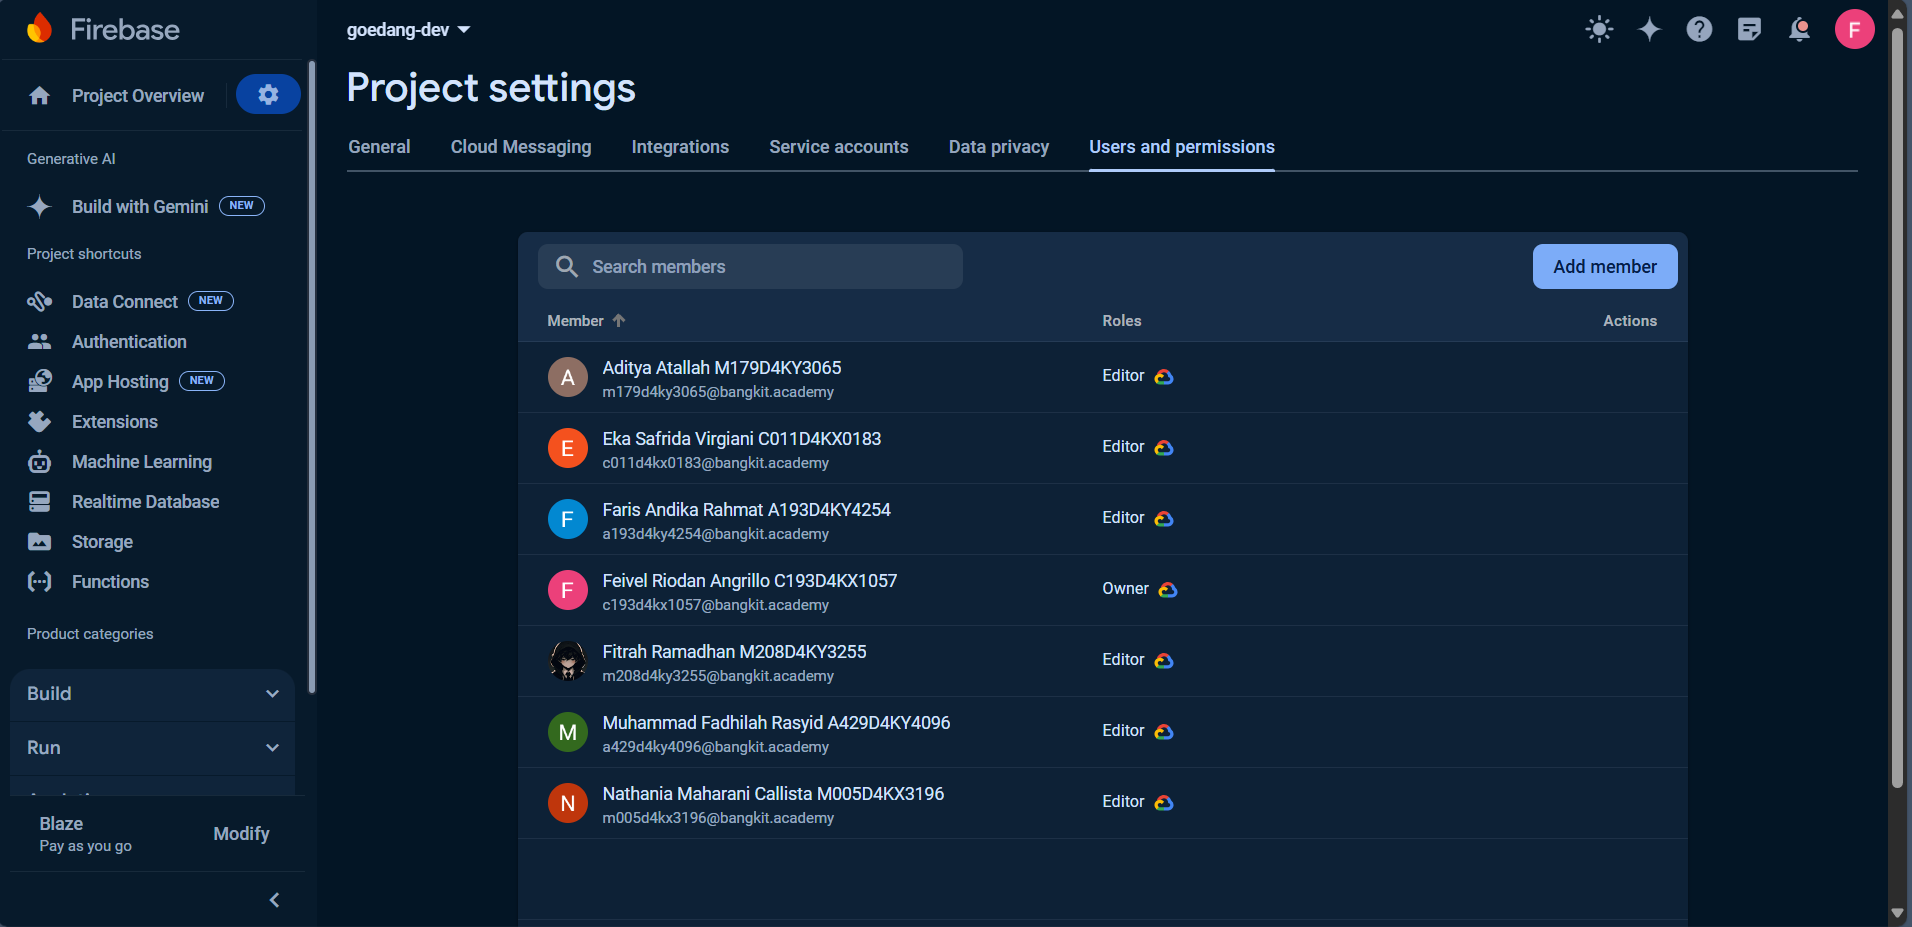 Firebase
goedang-dev
F
Project Overview
Project settings
General Cloud Messaging Integrations Service accounts Data privacy Users and permissions
Generative AI
Build with Gemini NEW
Project shortcuts
Data Connect NEW
Authentication
App Hosting NEW
Extensions
Machine Learning
Realtime Database
Storage
Functions
Product categories
Build
Run
Blaze
Pay as you go
Modify
Search members
Add member
Member Roles Actions
A
Aditya Atallah M179D4KY3065
m179d4ky3065@bangkit.academy
Editor
E
Eka Safrida Virgiani C011D4KX0183
c011d4kx0183@bangkit.academy
Editor
F
Faris Andika Rahmat A193D4KY4254
a193d4ky4254@bangkit.academy
Editor
F
Feivel Riodan Angrillo C193D4KX1057
c193d4kx1057@bangkit.academy
Owner
Fitrah Ramadhan M208D4KY3255
m208d4ky3255@bangkit.academy
Editor
M
Muhammad Fadhilah Rasyid A429D4KY4096
a429d4ky4096@bangkit.academy
Editor
N
Nathania Maharani Callista M005D4KX3196
m005d4kx3196@bangkit.academy
Editor